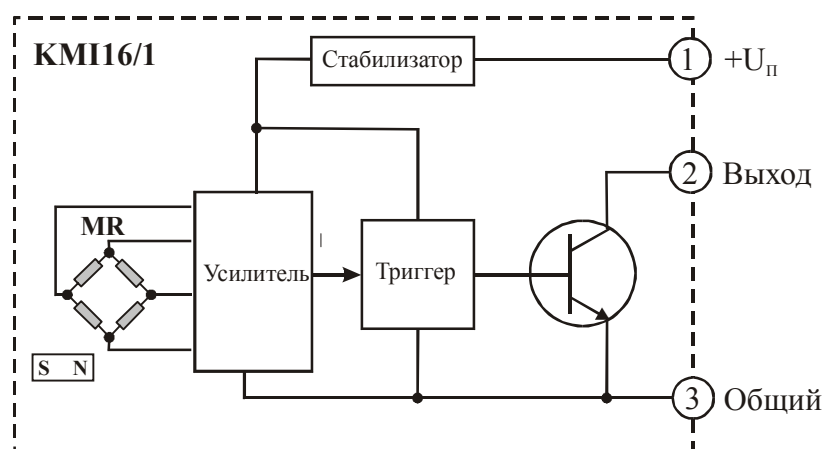 KMI16/1
Стабилизатор
1
+Uп
2
Выход
MR
Усилитель
Триггер
S N
3
Общий